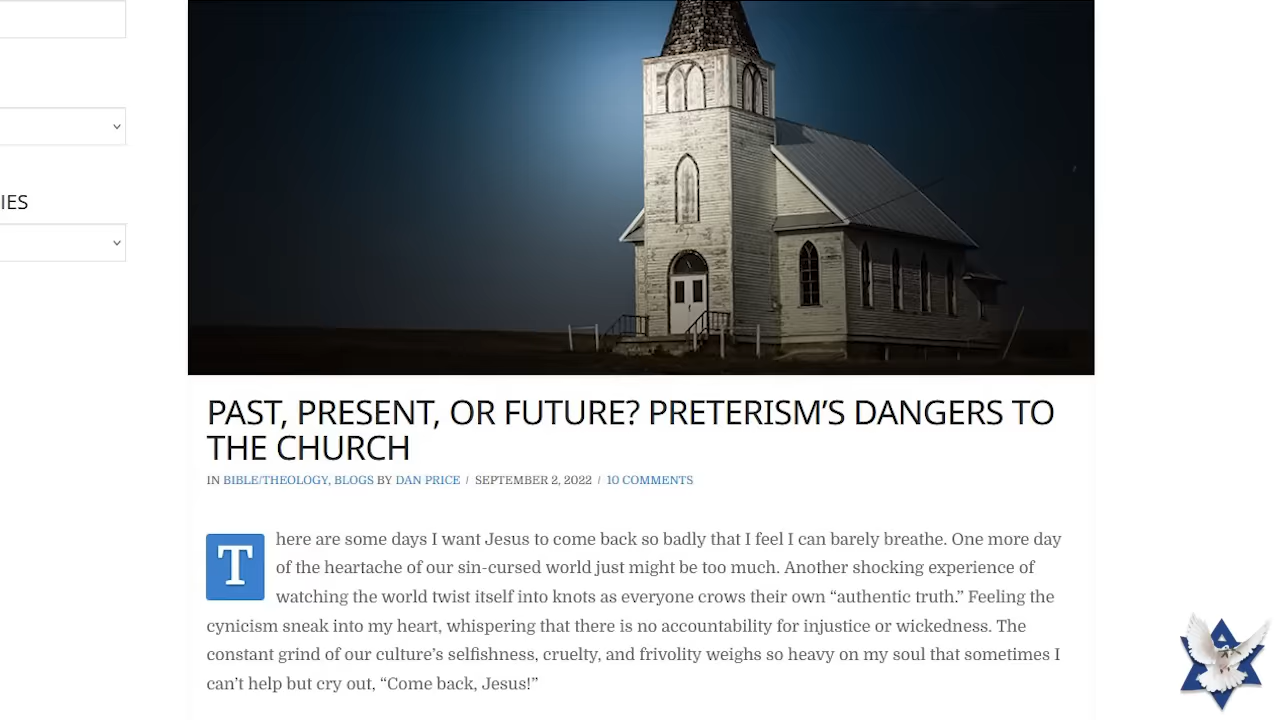 IES
PAST, PRESENT, OR FUTURE? PRETERISM’S DANGERS TO
THE CHURCH
IN BIBLE/THEOLOGY, BLOGS BY DAN PRICE / SEPTEMBER 2, 2022 / 10 COMMENTS
There are some days I want Jesus to come back so badly that I feel I can barely breathe. One more day
of the heartache of our sin-cursed world just might be too much. Another shocking experience of
watching the world twist itself into knots as everyone crows their own “authentic truth.” Feeling the
cynicism sneak into my heart, whispering that there is no accountability for injustice or wickedness. The
constant grind of our culture’s selfishness, cruelty, and frivolity weighs so heavy on my soul that sometimes I
can’t help but cry out, “Come back, Jesus!”